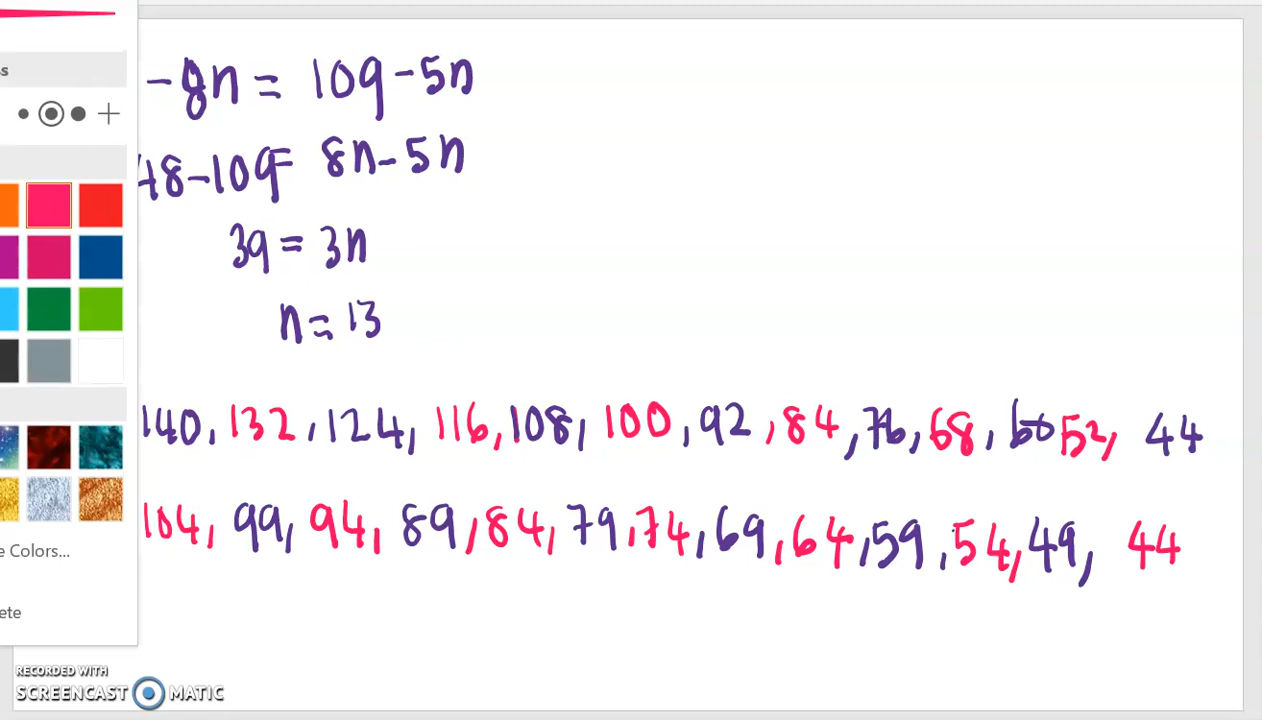 ss
-8n = 109-5n
48-109= 8n-5n
39 = 3n
n = 13
140, 132, 124, 116, 108, 100, 92, 84, 76, 68, 60 52, 44
104, 99, 94, 89, 84, 79, 74, 69, 64, 59, 54, 49, 44
e Colors...
ete
RECORDED WITH
SCREENCAST MATIC